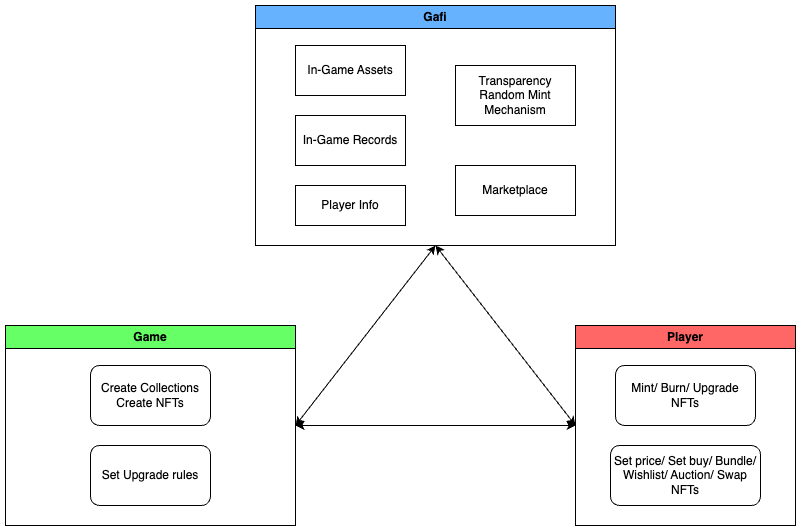 Gafi
In-Game Assets
In-Game Records
Player Info
Transparency
Random Mint
Mechanism
Marketplace
Game
Create Collections
Create NFTs
Set Upgrade rules
Player
Mint/ Burn/ Upgrade
NFTs
Set price/ Set buy/ Bundle/
Wishlist/ Auction/ Swap
NFTs